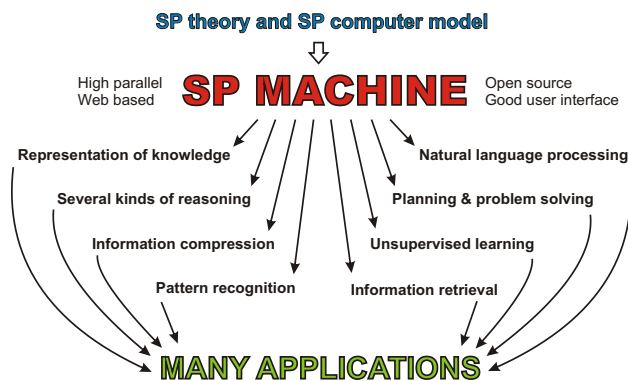 SP theory and SP computer model
High parallel
Web based
SP MACHINE
Open source
Good user interface
Representation of knowledge
Natural language processing
Several kinds of reasoning
Planning & problem solving
Information compression
Unsupervised learning
Pattern recognition
Information retrieval
MANY APPLICATIONS